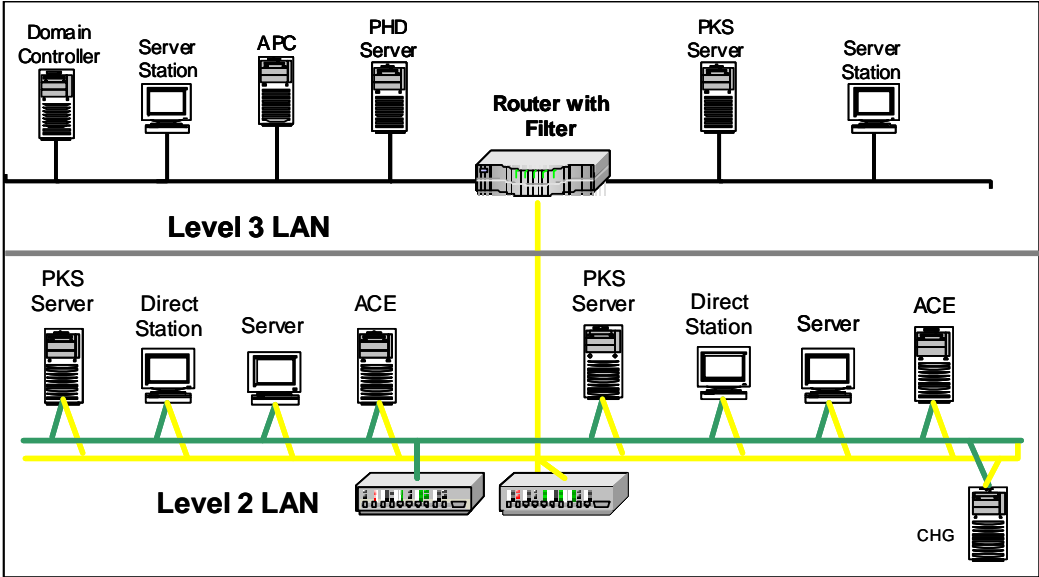 Domain
Controller
Server
Station
APC
PHD
Server
Router with
Filter
PKS
Server
Server
Station
Level 3 LAN
PKS
Server
Direct
Station
Server
ACE
PKS
Server
Direct
Station
Server
ACE
Level 2 LAN
CHG